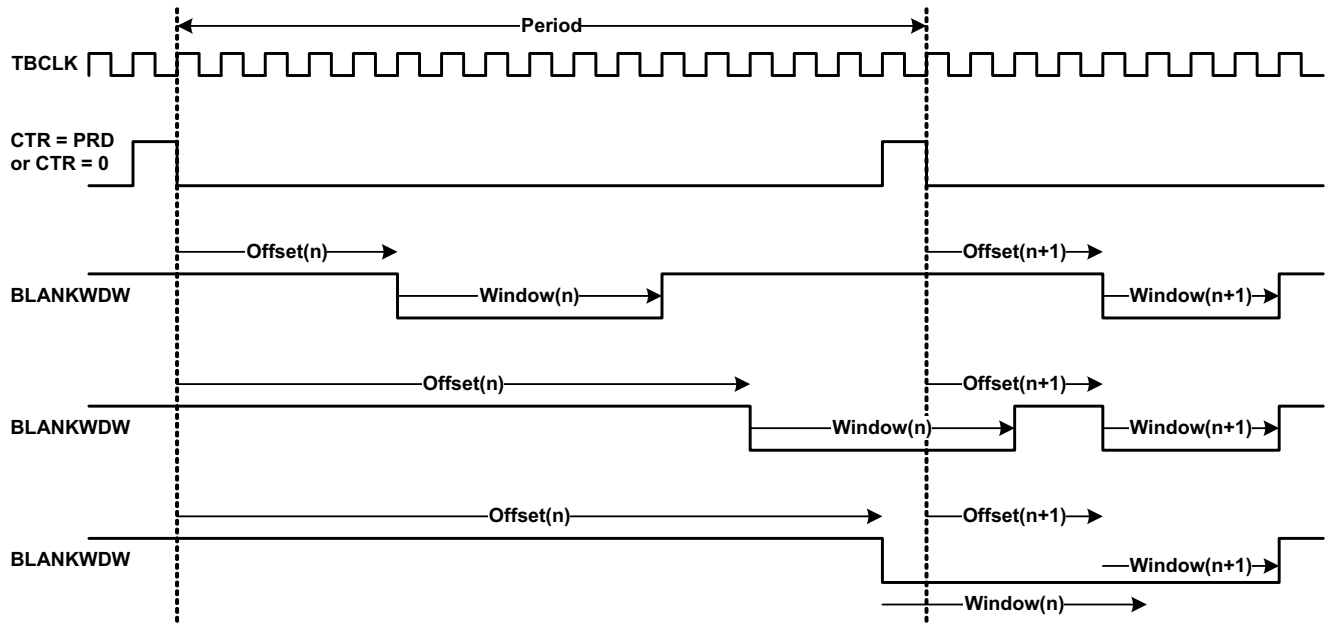 Period
TBCLK
CTR = PRD
or CTR = 0
Offset(n)
Offset(n+1)
BLANKWDW
Window(n)
Window(n+1)
Offset(n)
Offset(n+1)
BLANKWDW
Window(n)
Window(n+1)
Offset(n)
Offset(n+1)
BLANKWDW
Window(n+1)
Window(n)